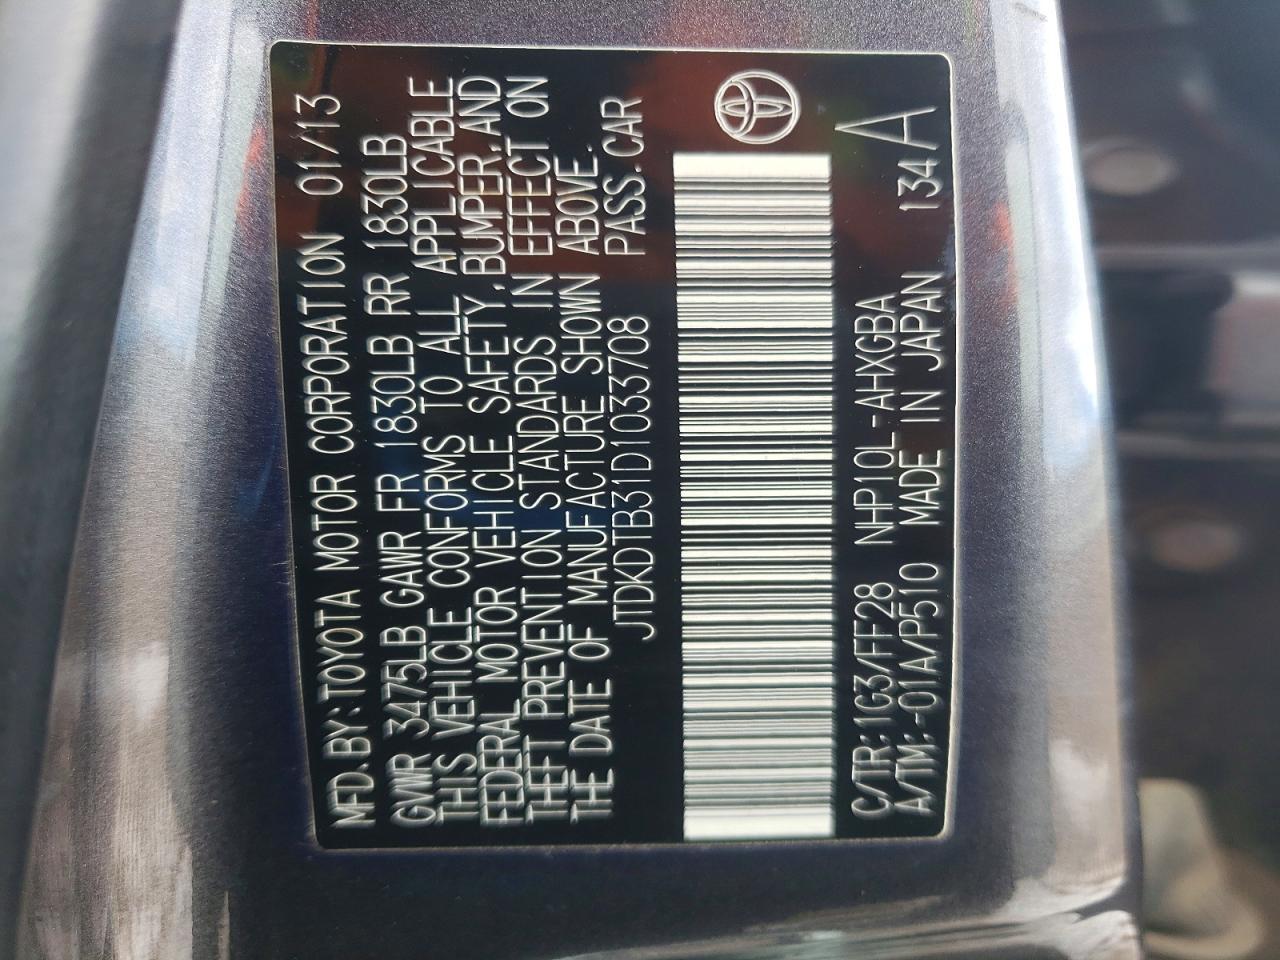 MFD.BY:TOYOTA MOTOR CORPORATION 01/13
GVWR 3475LB GAWR FR 1830LB RR 1830LB
THIS VEHICLE CONFORMS TO ALL APPLICABLE
FEDERAL MOTOR VEHICLE SAFETY,BUMPER,AND
THEFT PREVENTION STANDARDS IN EFFECT ON
THE DATE OF MANUFACTURE SHOWN ABOVE.
JTDKDTB31D1033708 PASS.CAR
C/TR:1G3/FF28 NHP10L-AHXGBA
A/TM:-01A/P510 MADE IN JAPAN 134 A